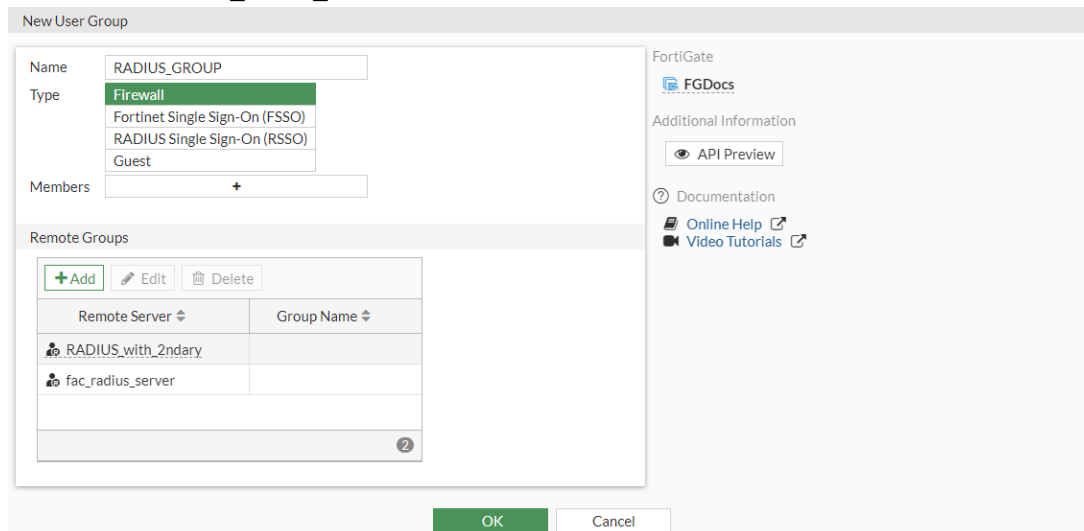 New User Group
Name RADIUS_GROUP
Type Firewall
Fortinet Single Sign-On (FSSO)
RADIUS Single Sign-On (RSSO)
Guest
Members +
Remote Groups
+Add Edit Delete
Remote Server Group Name
RADIUS_with_2ndary
fac_radius_server
2
FortiGate
FGDocs
Additional Information
API Preview
? Documentation
Online Help
Video Tutorials
OK Cancel